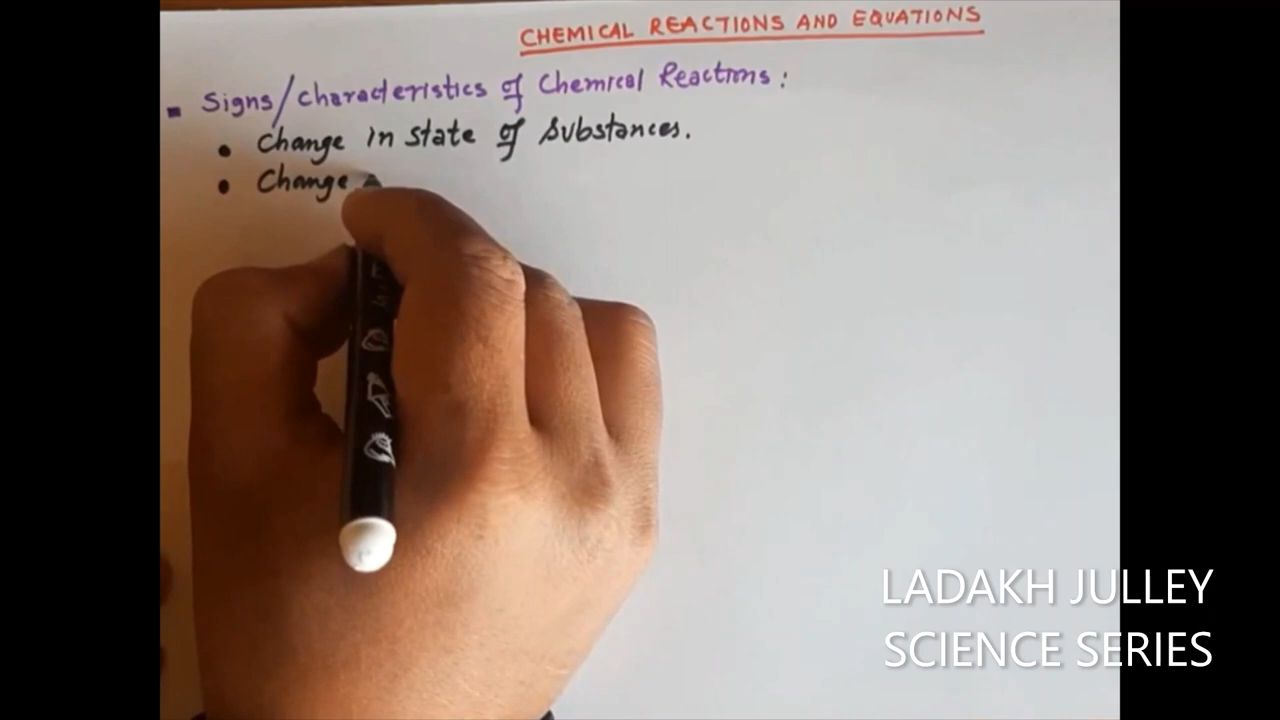 CHEMICAL REACTIONS AND EQUATIONS
Signs/characteristics of Chemical Reactions:
• Change in state of substances.
• Change
LADAKH JULLEY
SCIENCE SERIES